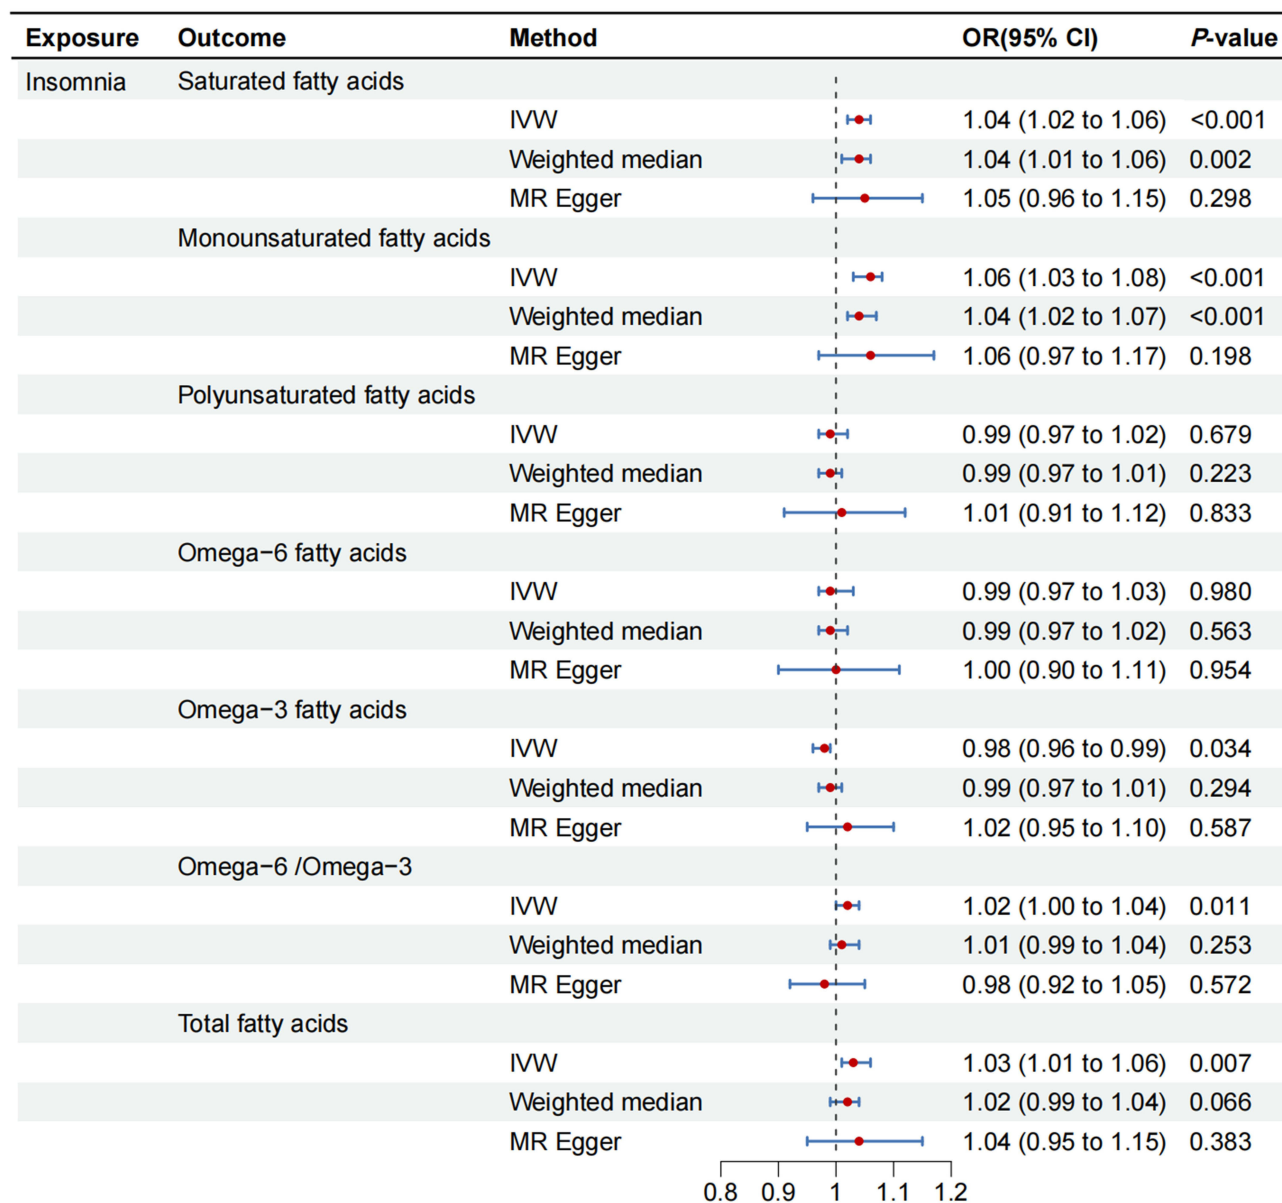 Exposure Outcome Method OR(95% CI) P-value
Insomnia Saturated fatty acids
IVW 1.04 (1.02 to 1.06) <0.001
Weighted median 1.04 (1.01 to 1.06) 0.002
MR Egger 1.05 (0.96 to 1.15) 0.298
Monounsaturated fatty acids
IVW 1.06 (1.03 to 1.08) <0.001
Weighted median 1.04 (1.02 to 1.07) <0.001
MR Egger 1.06 (0.97 to 1.17) 0.198
Polyunsaturated fatty acids
IVW 0.99 (0.97 to 1.02) 0.679
Weighted median 0.99 (0.97 to 1.01) 0.223
MR Egger 1.01 (0.91 to 1.12) 0.833
Omega−6 fatty acids
IVW 0.99 (0.97 to 1.03) 0.980
Weighted median 0.99 (0.97 to 1.02) 0.563
MR Egger 1.00 (0.90 to 1.11) 0.954
Omega−3 fatty acids
IVW 0.98 (0.96 to 0.99) 0.034
Weighted median 0.99 (0.97 to 1.01) 0.294
MR Egger 1.02 (0.95 to 1.10) 0.587
Omega−6 /Omega−3
IVW 1.02 (1.00 to 1.04) 0.011
Weighted median 1.01 (0.99 to 1.04) 0.253
MR Egger 0.98 (0.92 to 1.05) 0.572
Total fatty acids
IVW 1.03 (1.01 to 1.06) 0.007
Weighted median 1.02 (0.99 to 1.04) 0.066
MR Egger 1.04 (0.95 to 1.15) 0.383
0.8 0.9 1 1.1 1.2